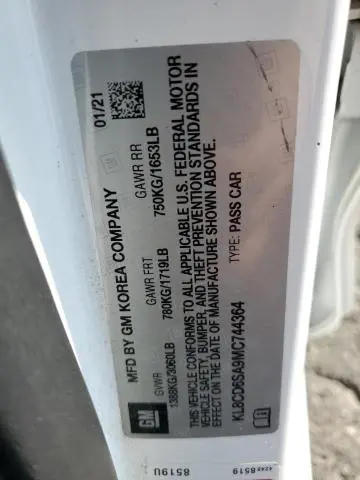 MFD BY GM KOREA COMPANY
01/21
GVWR
1388KG/3060LB
GAWR FRT
780KG/1719LB
GAWR RR
750KG/1653LB
THIS VEHICLE CONFORMS TO ALL APPLICABLE U.S. FEDERAL MOTOR
VEHICLE SAFETY, BUMPER, AND THEFT PREVENTION STANDARDS IN
EFFECT ON THE DATE OF MANUFACTURE SHOWN ABOVE.
KL8CD6SA9MC744364
TYPE: PASS CAR
GM
8519U
4242 8519